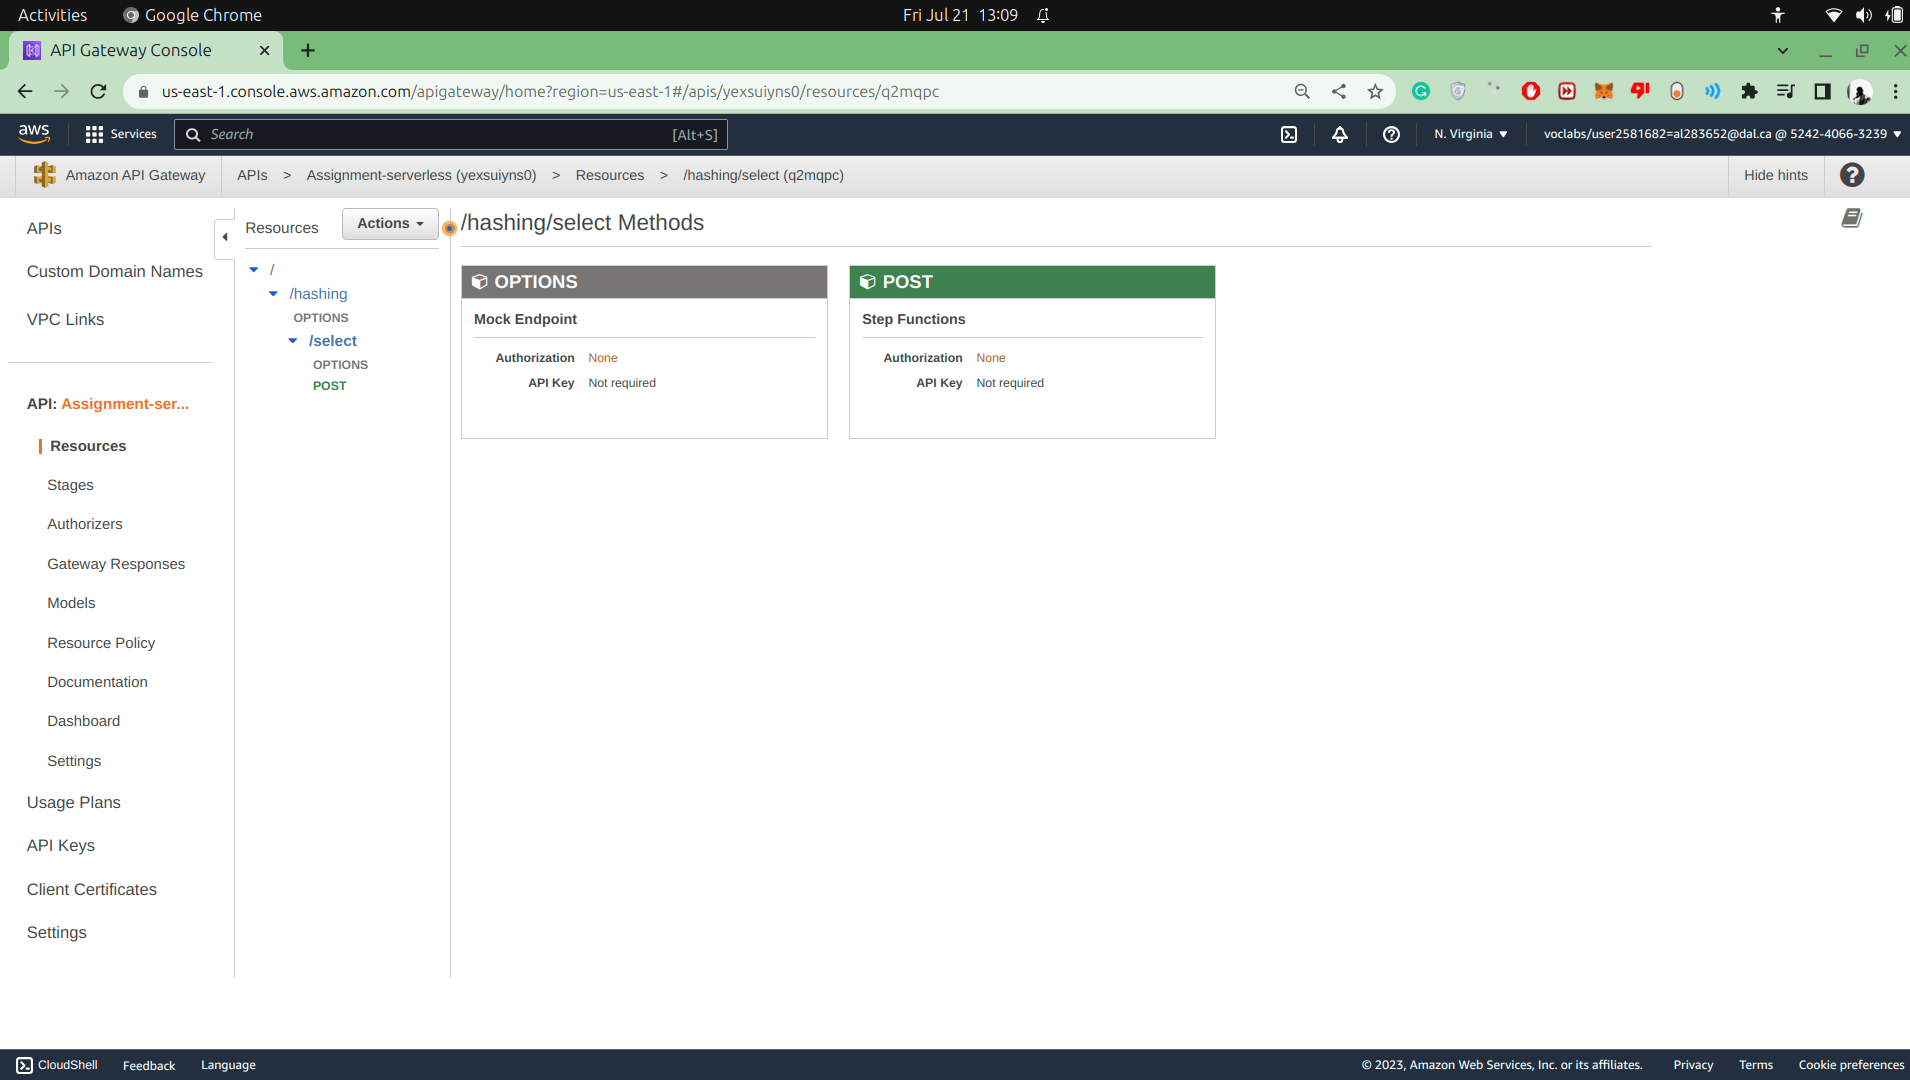 Activities Google Chrome Fri Jul 21 13:09
API Gateway Console
us-east-1.console.aws.amazon.com/apigateway/home?region=us-east-1#/apis/yexsuiyns0/resources/q2mqpc
aws Services Search [Alt+S] N. Virginia voclabs/user2581682=al283652@dal.ca @ 5242-4066-3239
Amazon API Gateway APIs > Assignment-serverless (yexsuiyns0) > Resources > /hashing/select (q2mqpc) Hide hints
APIs
Custom Domain Names
VPC Links
API: Assignment-ser...
Resources
Stages
Authorizers
Gateway Responses
Models
Resource Policy
Documentation
Dashboard
Settings
Usage Plans
API Keys
Client Certificates
Settings
Resources Actions
/
/hashing
OPTIONS
/select
OPTIONS
POST
/hashing/select Methods
OPTIONS
Mock Endpoint
Authorization None
API Key Not required
POST
Step Functions
Authorization None
API Key Not required
CloudShell Feedback Language © 2023, Amazon Web Services, Inc. or its affiliates. Privacy Terms Cookie preferences